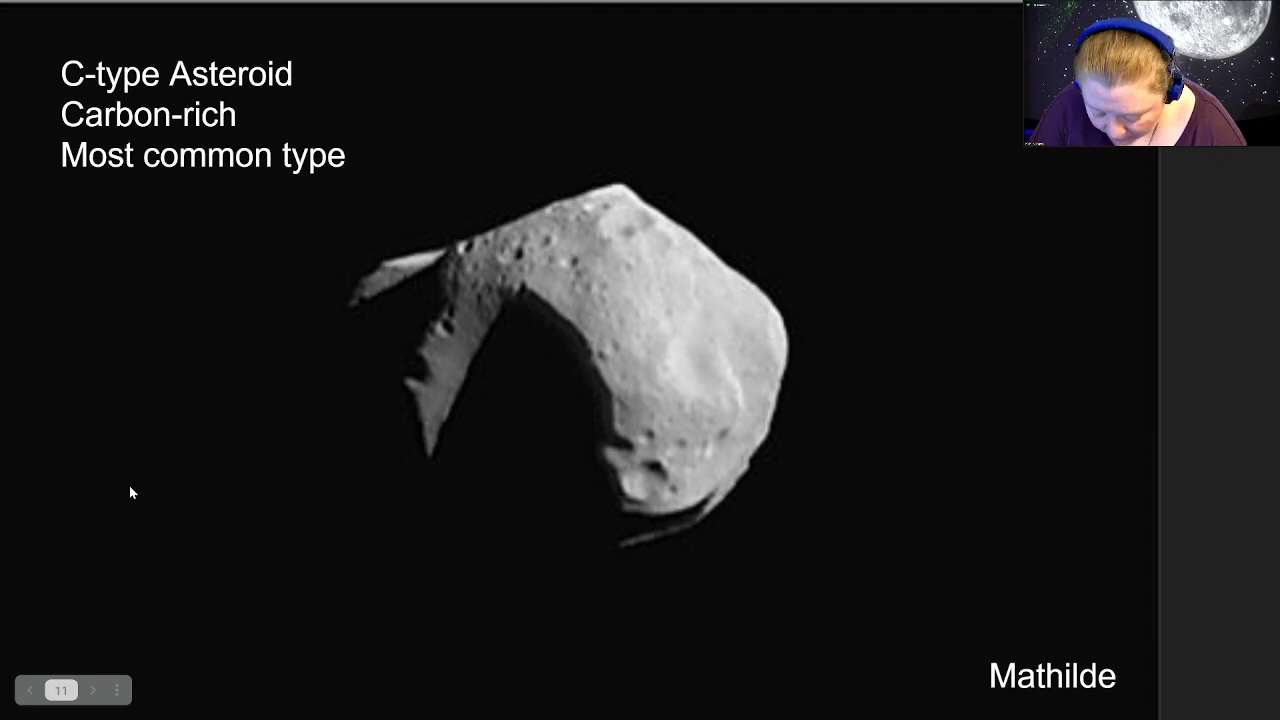 C-type Asteroid
Carbon-rich
Most common type
Mathilde
11